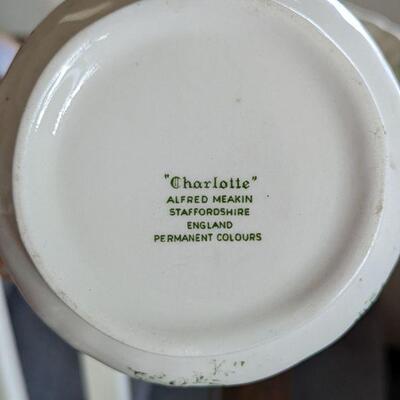 "Charlotte"
ALFRED MEAKIN
STAFFORDSHIRE
ENGLAND
PERMANENT COLOURS